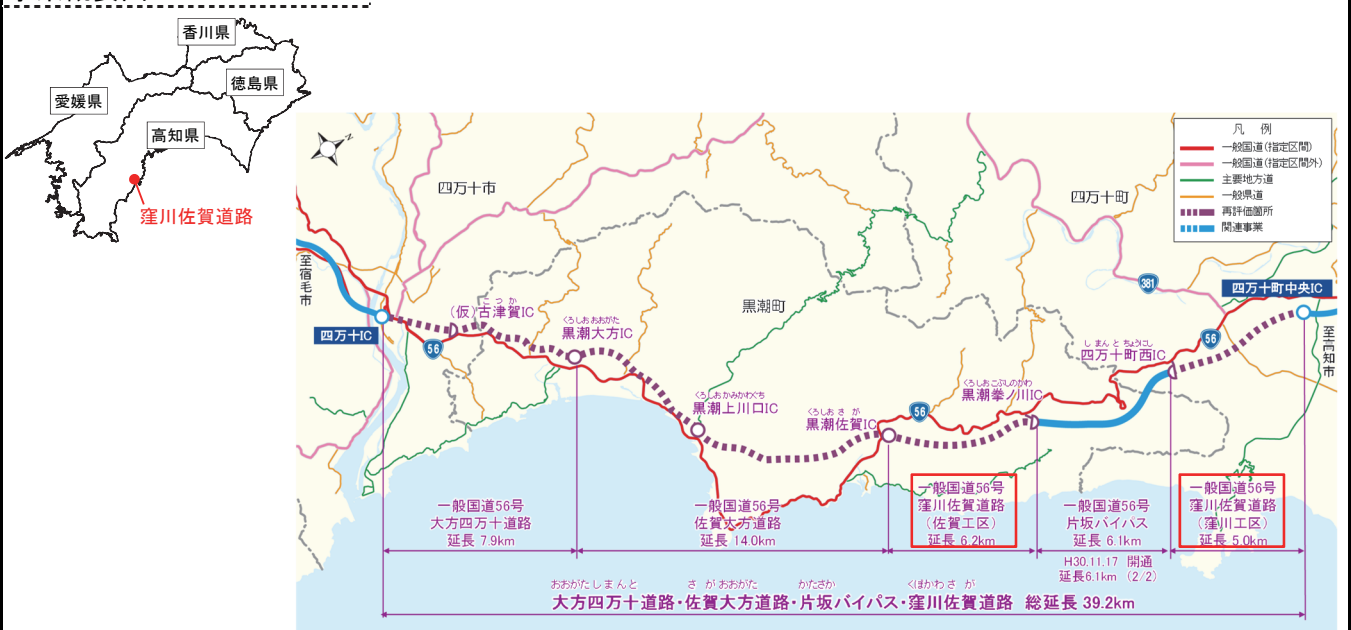 香川県
徳島県
愛媛県
高知県
窪川佐賀道路
N
凡 例
一般国道(指定区間)
一般国道(指定区間外)
主要地方道
一般県道
再評価箇所
関連事業
四万十市
四万十町
黒潮町
至宿毛市
至高知市
381
四万十町中央IC
四万十IC
こつか
(仮)古津賀IC
くろしおおおがた
黒潮大方IC
56
くろしおかみかわぐち
黒潮上川口IC
くろしおさが
黒潮佐賀IC
56
くろしおこぶしのかわ
黒潮拳ノ川IC
しまんとちょうにし
四万十町西IC
56
一般国道56号
大方四万十道路
延長 7.9km
一般国道56号
佐賀大方道路
延長 14.0km
一般国道56号
窪川佐賀道路
(佐賀工区)
延長 6.2km
一般国道56号
片坂バイパス
延長 6.1km
H30.11.17 開通
延長6.1km (2/2)
一般国道56号
窪川佐賀道路
(窪川工区)
延長 5.0km
おおがたしまんと さがおおがた かたさか くぼかわさが
大方四万十道路・佐賀大方道路・片坂バイパス・窪川佐賀道路 総延長 39.2km